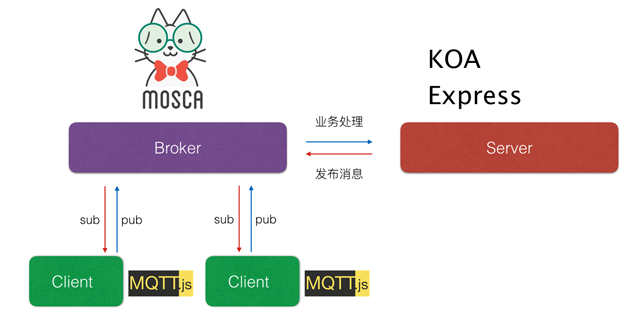 MOSCA
KOA
Express
业务处理
Broker
Server
发布消息
sub
pub
sub
pub
Client
MQTT.js
Client
MQTT.js